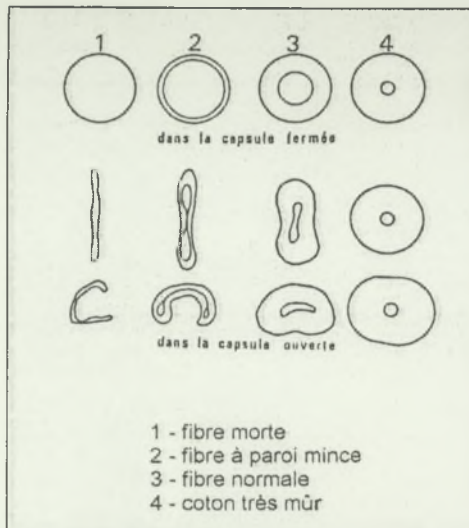 1 2 3 4
dans la capsule fermée
dans la capsule ouverte
1 - fibre morte
2 - fibre à paroi mince
3 - fibre normale
4 - coton très mûr